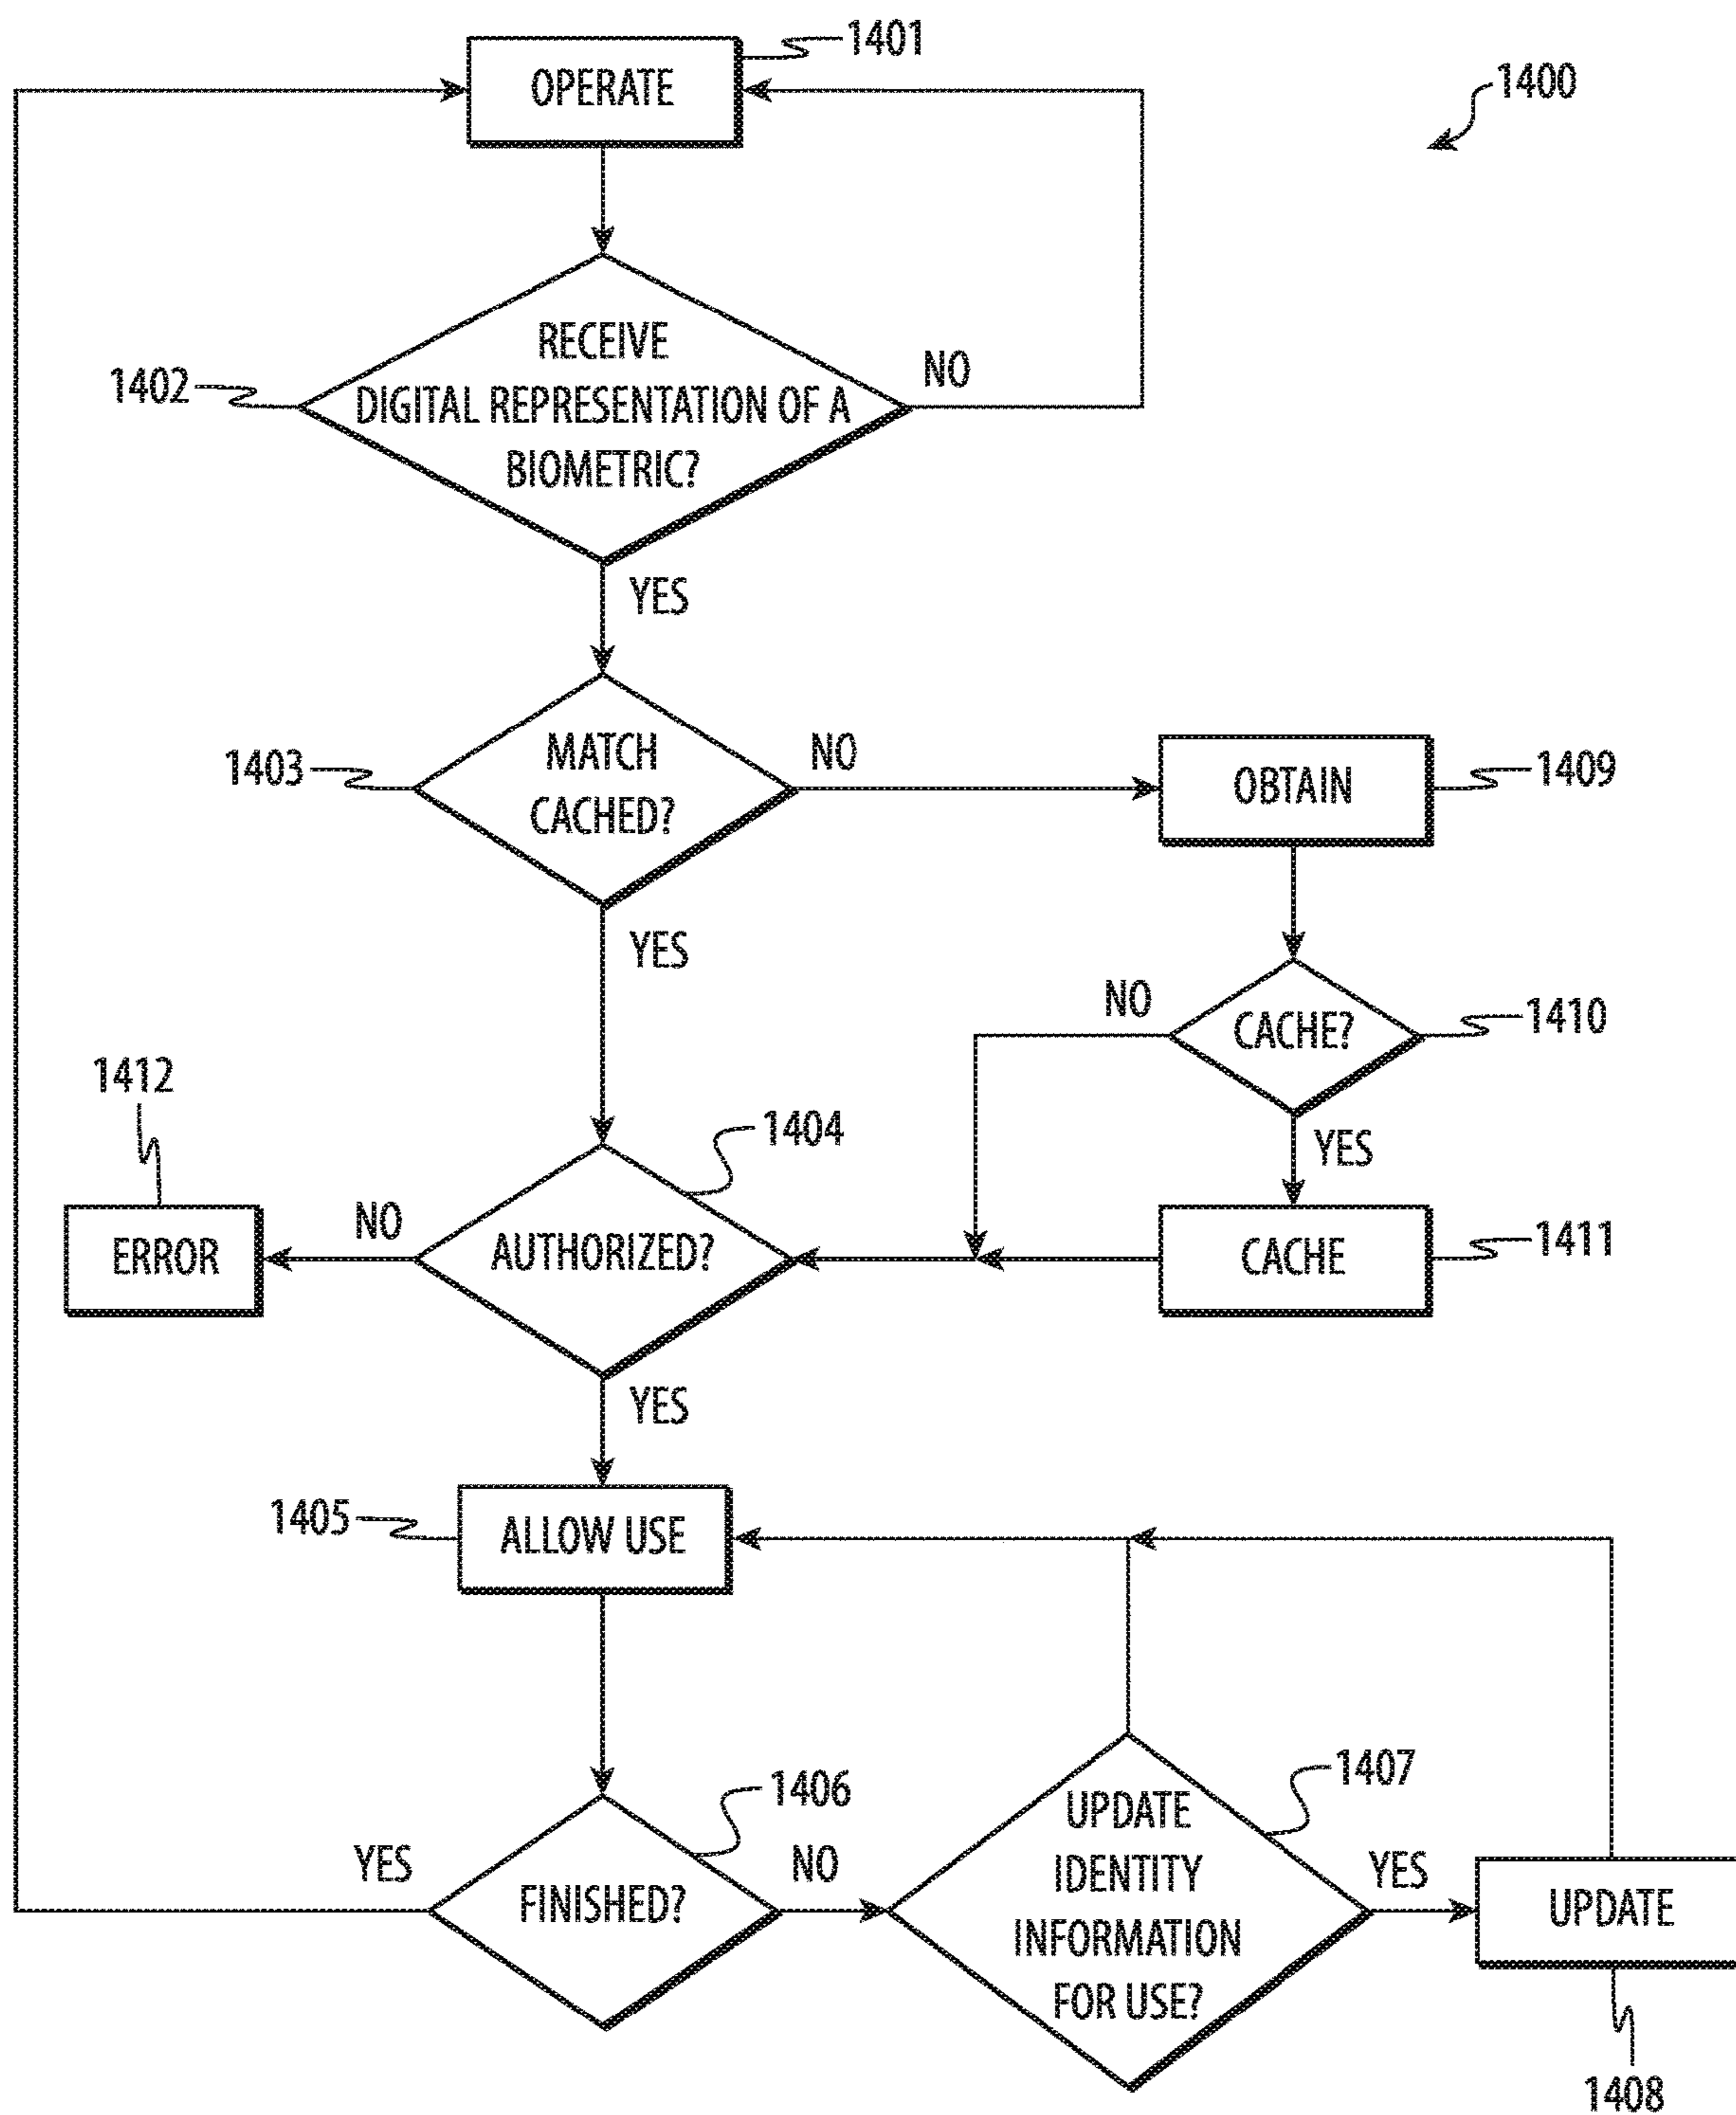 1401
OPERATE
1400
RECEIVE
DIGITAL REPRESENTATION OF A
BIOMETRIC?
1402
NO
YES
MATCH
CACHED?
1403
NO
OBTAIN
1409
YES
NO
CACHE?
1410
1412
1404
YES
ERROR
NO
AUTHORIZED?
CACHE
1411
YES
1405
ALLOW USE
1406
1407
YES
FINISHED?
NO
UPDATE
IDENTITY
INFORMATION
FOR USE?
YES
UPDATE
1408